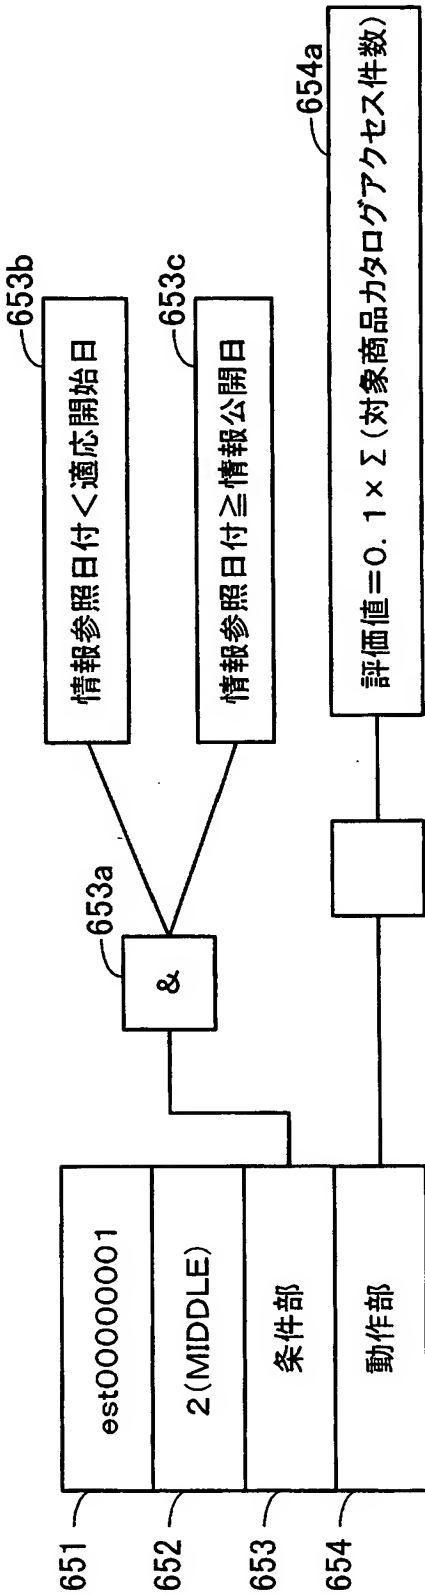 651
est00000001
652
2(MIDDLE)
653
条件部
654
動作部
653a
&
653b
情報参照日付<適応開始日
653c
情報参照日付≧情報公開日
654a
評価値=0.1×Σ(対象商品カタログアクセス件数)